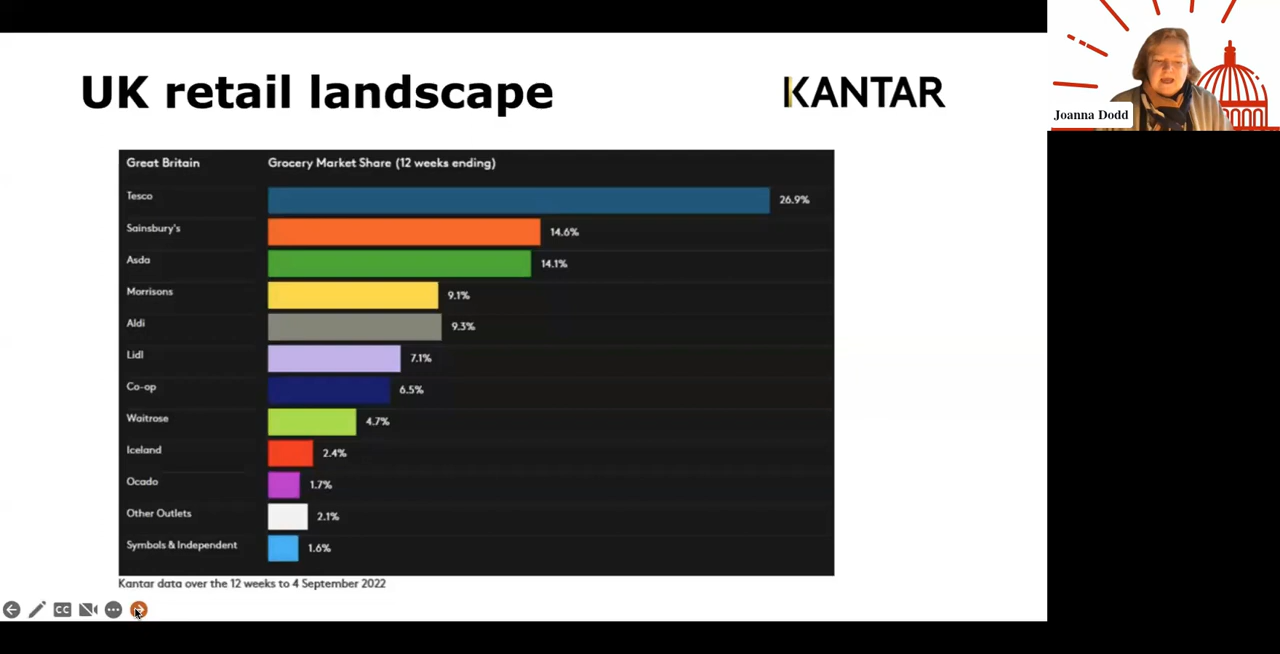 UK retail landscape
KANTAR
Joanna Dodd
Great Britain Grocery Market Share (12 weeks ending)
Tesco 26.9%
Sainsbury's 14.6%
Asda 14.1%
Morrisons 9.1%
Aldi 9.3%
Lidl 7.1%
Co-op 6.5%
Waitrose 4.7%
Iceland 2.4%
Ocado 1.7%
Other Outlets 2.1%
Symbols & Independent 1.6%
Kantar data over the 12 weeks to 4 September 2022
CC